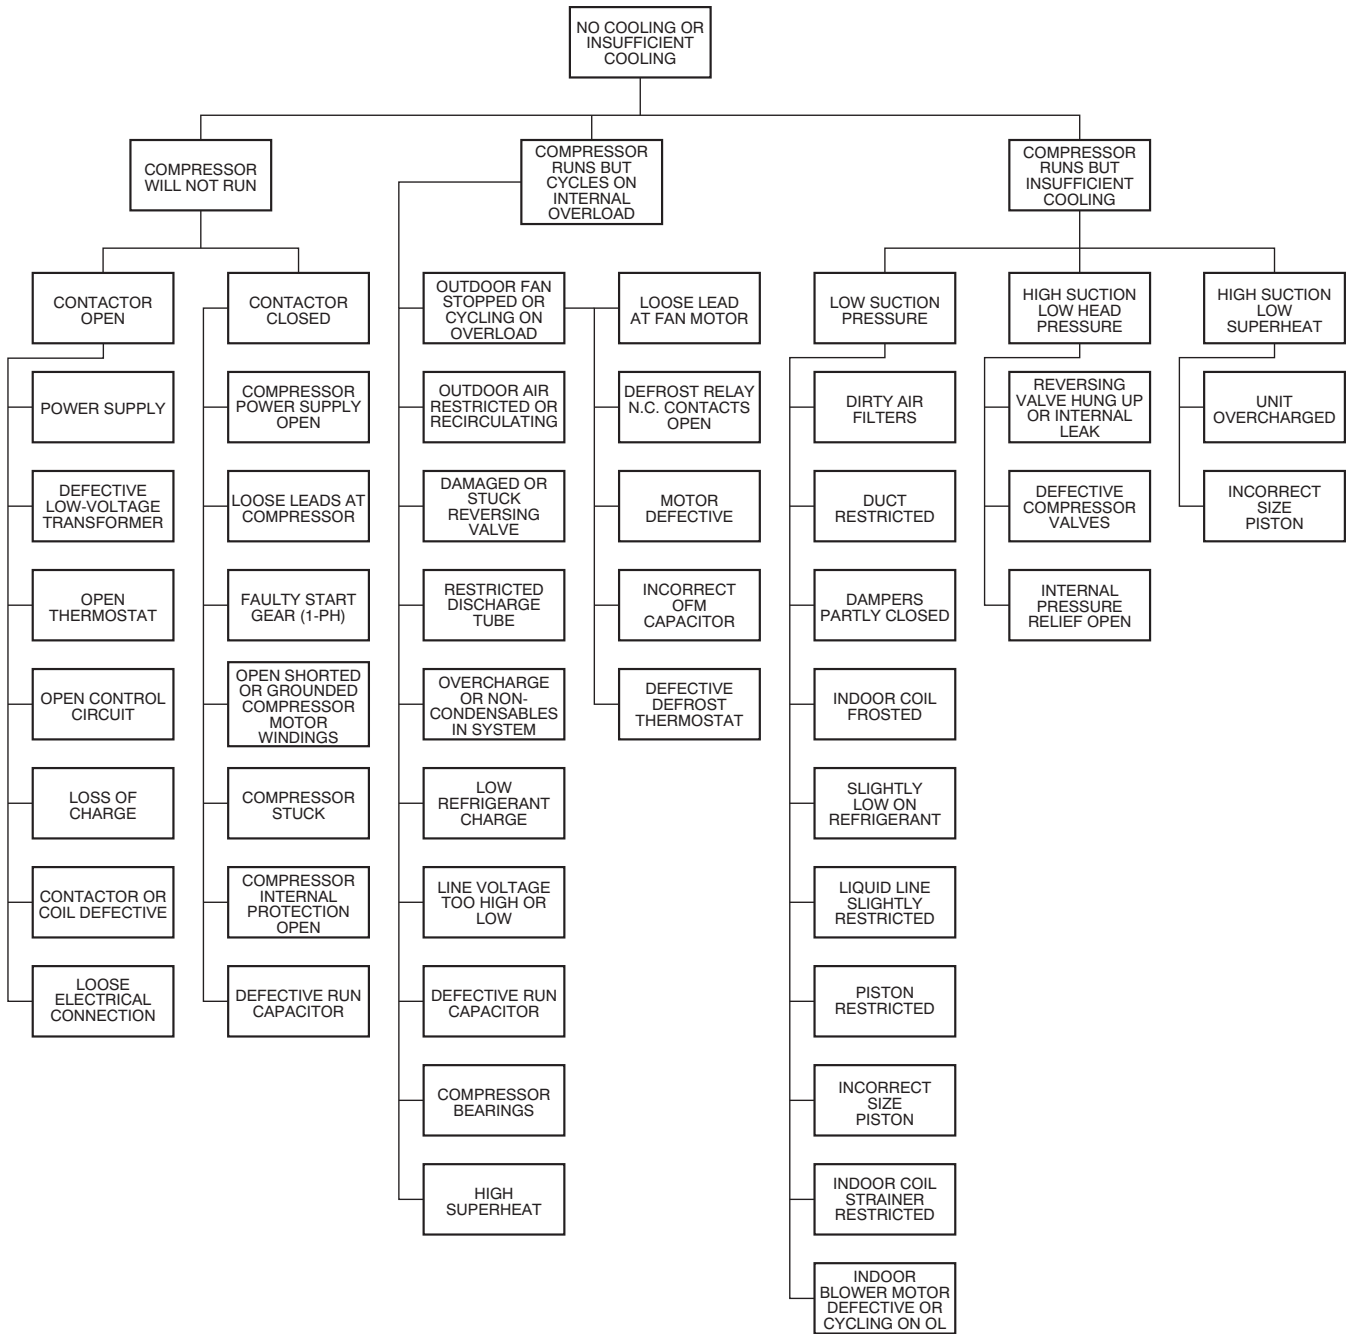 NO COOLING OR
INSUFFICIENT
COOLING
COMPRESSOR
WILL NOT RUN
COMPRESSOR
RUNS BUT
CYCLES ON
INTERNAL
OVERLOAD
COMPRESSOR
RUNS BUT
INSUFFICIENT
COOLING
CONTACTOR
OPEN
POWER SUPPLY
DEFECTIVE
LOW-VOLTAGE
TRANSFORMER
OPEN
THERMOSTAT
OPEN CONTROL
CIRCUIT
LOSS OF
CHARGE
CONTACTOR OR
COIL DEFECTIVE
LOOSE
ELECTRICAL
CONNECTION
CONTACTOR
CLOSED
COMPRESSOR
POWER SUPPLY
OPEN
LOOSE LEADS AT
COMPRESSOR
FAULTY START
GEAR (1-PH)
OPEN SHORTED
OR GROUNDED
COMPRESSOR
MOTOR
WINDINGS
COMPRESSOR
STUCK
COMPRESSOR
INTERNAL
PROTECTION
OPEN
DEFECTIVE RUN
CAPACITOR
OUTDOOR FAN
STOPPED OR
CYCLING ON
OVERLOAD
OUTDOOR AIR
RESTRICTED OR
RECIRCULATING
DAMAGED OR
STUCK
REVERSING
VALVE
RESTRICTED
DISCHARGE
TUBE
OVERCHARGE
OR NON-
CONDENSABLES
IN SYSTEM
LOW
REFRIGERANT
CHARGE
LINE VOLTAGE
TOO HIGH OR
LOW
DEFECTIVE RUN
CAPACITOR
COMPRESSOR
BEARINGS
HIGH
SUPERHEAT
LOOSE LEAD
AT FAN MOTOR
DEFROST RELAY
N.C. CONTACTS
OPEN
MOTOR
DEFECTIVE
INCORRECT
OFM
CAPACITOR
DEFECTIVE
DEFROST
THERMOSTAT
LOW SUCTION
PRESSURE
DIRTY AIR
FILTERS
DUCT
RESTRICTED
DAMPERS
PARTLY CLOSED
INDOOR COIL
FROSTED
SLIGHTLY
LOW ON
REFRIGERANT
LIQUID LINE
SLIGHTLY
RESTRICTED
PISTON
RESTRICTED
INCORRECT
SIZE
PISTON
INDOOR COIL
STRAINER
RESTRICTED
INDOOR
BLOWER MOTOR
DEFECTIVE OR
CYCLING ON OL
HIGH SUCTION
LOW HEAD
PRESSURE
REVERSING
VALVE HUNG UP
OR INTERNAL
LEAK
DEFECTIVE
COMPRESSOR
VALVES
INTERNAL
PRESSURE
RELIEF OPEN
HIGH SUCTION
LOW
SUPERHEAT
UNIT
OVERCHARGED
INCORRECT
SIZE
PISTON